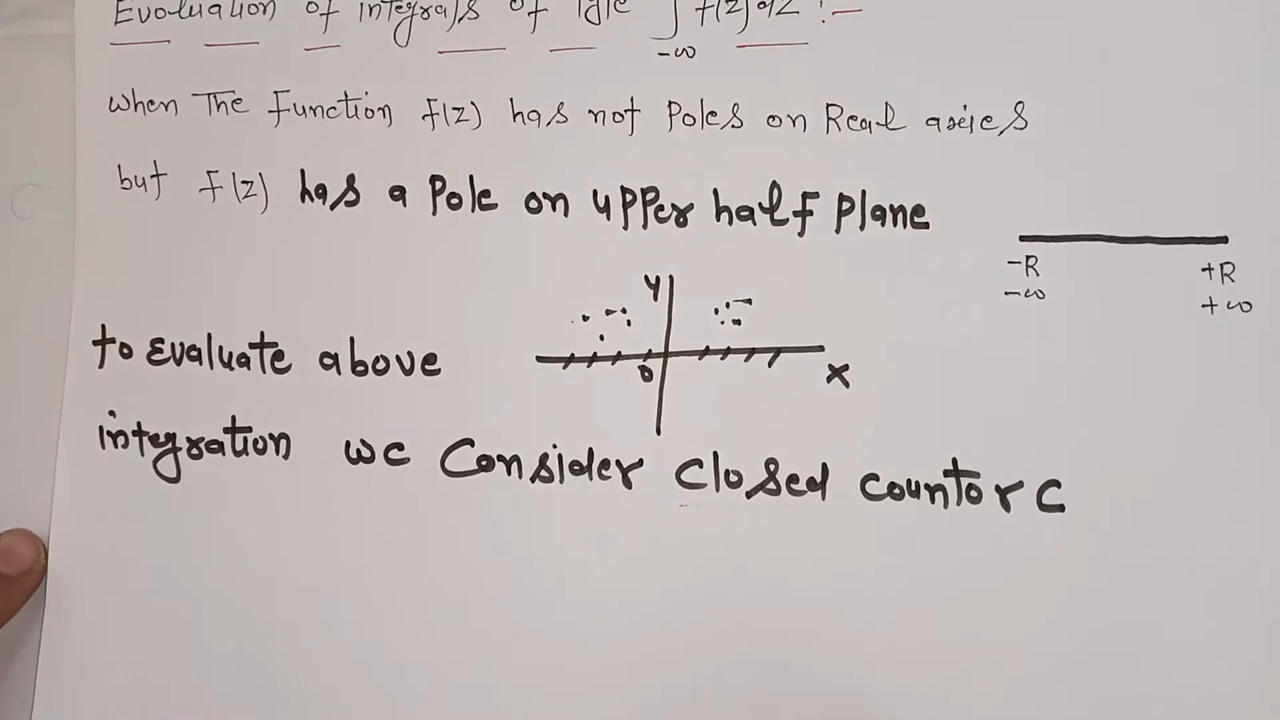 Evoluation of integrals of Type ∫ f(z)dz :-
-∞
when The Function f(z) has not Poles on Real axies
but F(z) has a Pole on upper half plane
-R +R
-∞ +∞
Y
0 X
to Evaluate above
integration we Consider closed countor C